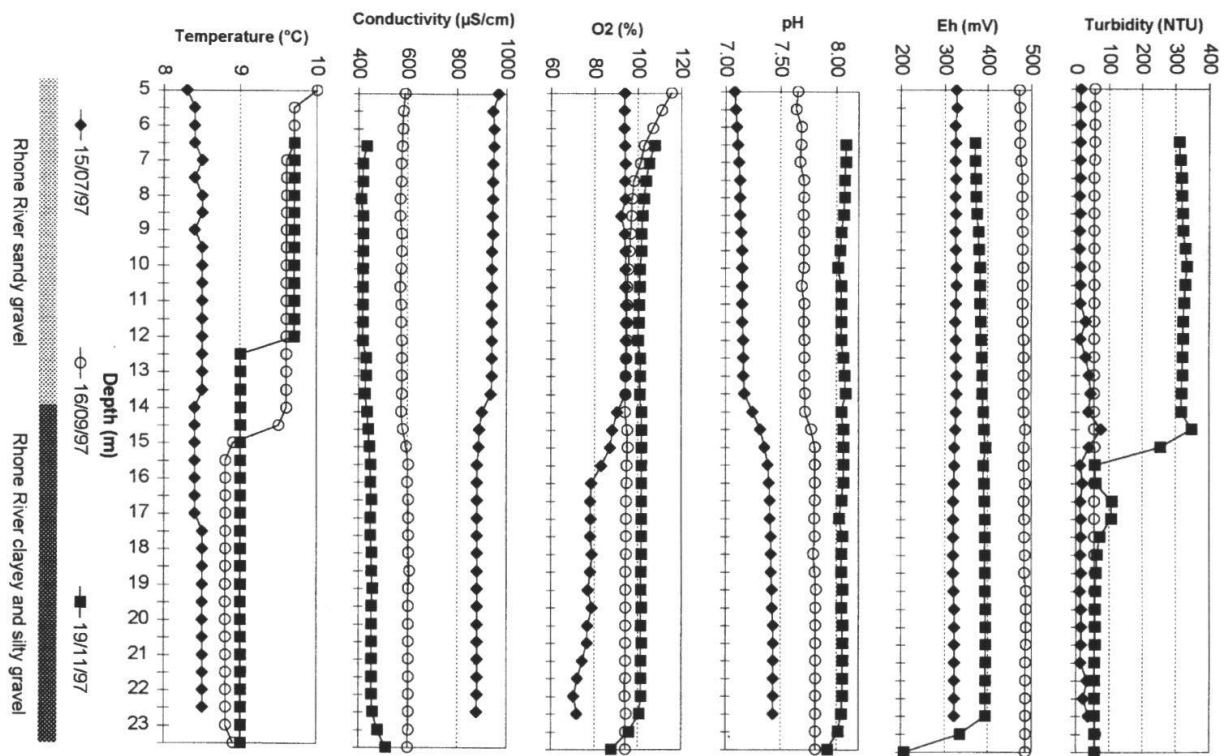 Temperature (°C)
8 9 10
Conductivity (µS/cm)
400 600 800 1000
O2 (%)
60 80 100 120
pH
7.00 7.50 8.00
Eh (mV)
200 300 400 500
Turbidity (NTU)
0 100 200 300 400
5
6
7
8
9
10
11
12
13
14
15
16
17
18
19
20
21
22
23
Depth (m)
15/07/97
16/09/97
19/11/97
Rhone River sandy gravel
Rhone River clayey and silty gravel